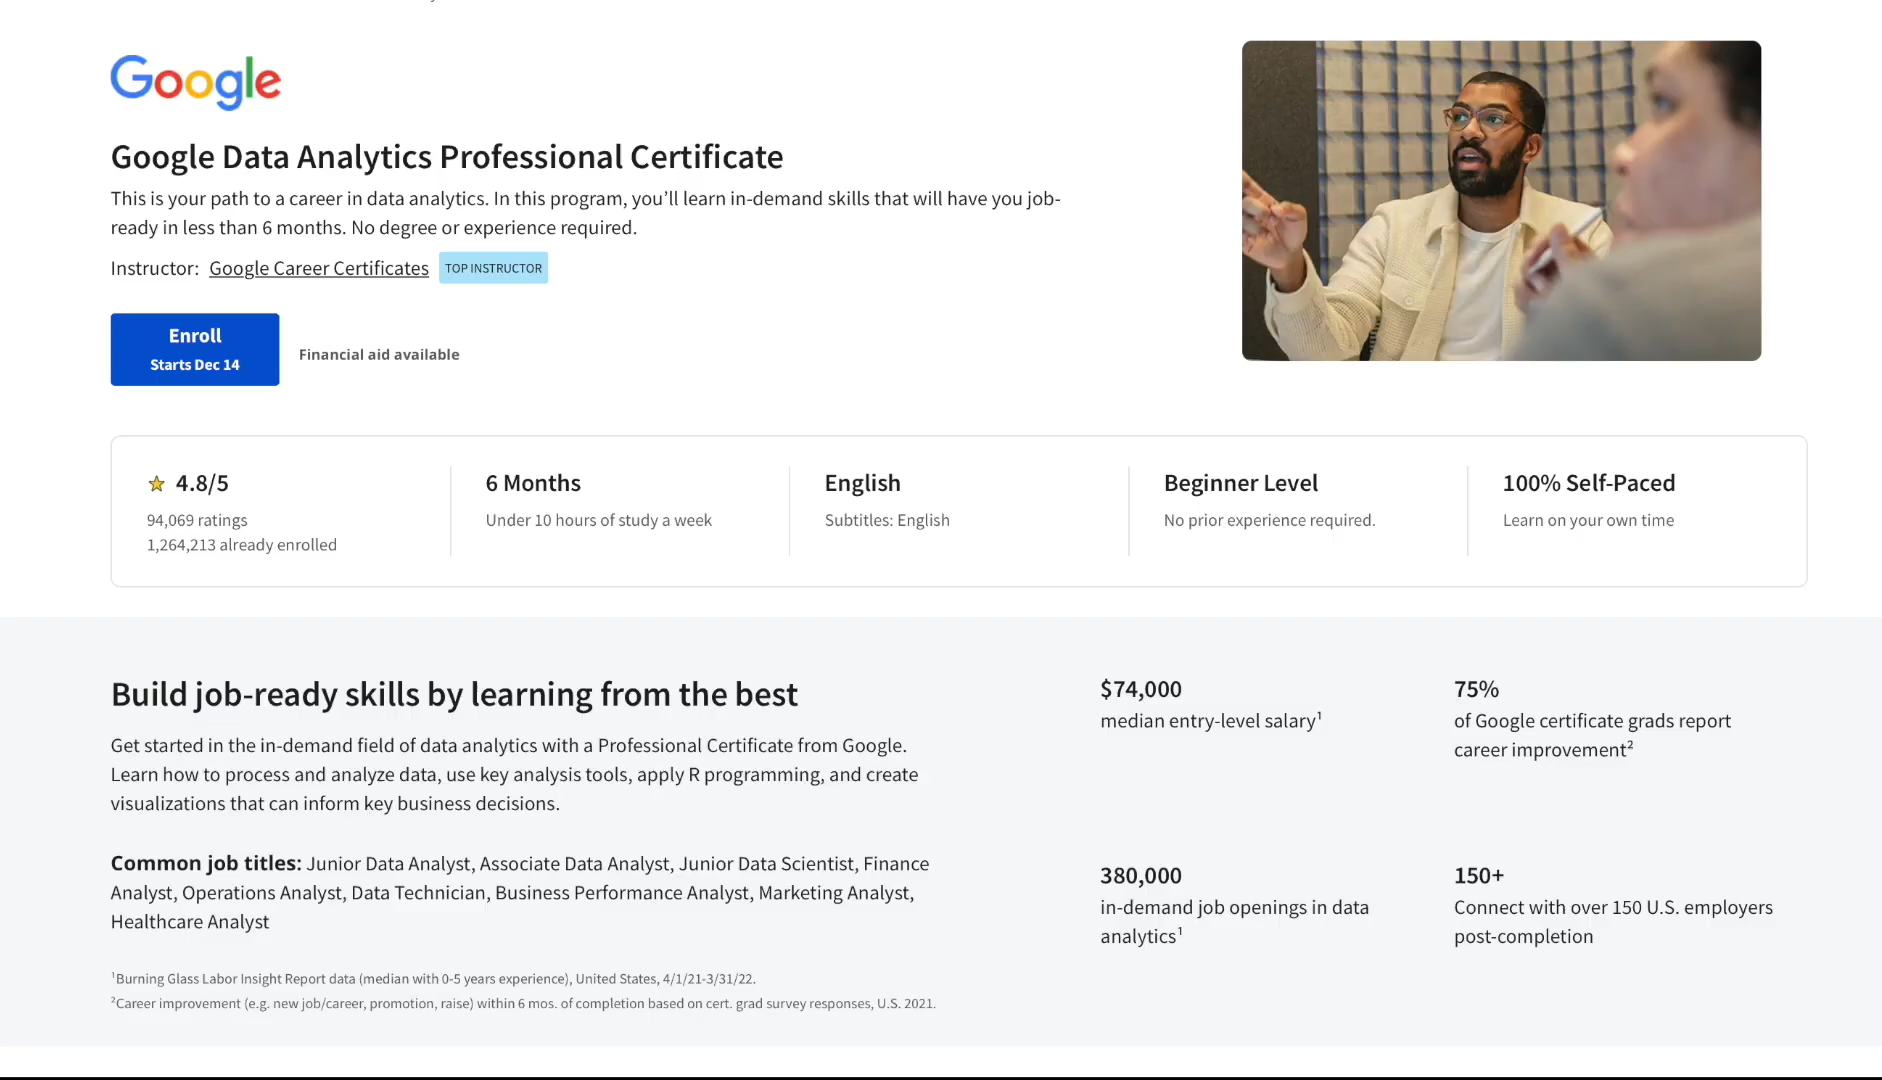 Google
Google Data Analytics Professional Certificate
This is your path to a career in data analytics. In this program, you’ll learn in-demand skills that will have you job-
ready in less than 6 months. No degree or experience required.
Instructor: Google Career Certificates TOP INSTRUCTOR
Enroll
Starts Dec 14
Financial aid available
4.8/5
94,069 ratings
1,264,213 already enrolled
6 Months
Under 10 hours of study a week
English
Subtitles: English
Beginner Level
No prior experience required.
100% Self-Paced
Learn on your own time
Build job-ready skills by learning from the best
Get started in the in-demand field of data analytics with a Professional Certificate from Google.
Learn how to process and analyze data, use key analysis tools, apply R programming, and create
visualizations that can inform key business decisions.
Common job titles: Junior Data Analyst, Associate Data Analyst, Junior Data Scientist, Finance
Analyst, Operations Analyst, Data Technician, Business Performance Analyst, Marketing Analyst,
Healthcare Analyst
¹Burning Glass Labor Insight Report data (median with 0-5 years experience), United States, 4/1/21-3/31/22.
²Career improvement (e.g. new job/career, promotion, raise) within 6 mos. of completion based on cert. grad survey responses, U.S. 2021.
$74,000
median entry-level salary¹
75%
of Google certificate grads report
career improvement²
380,000
in-demand job openings in data
analytics¹
150+
Connect with over 150 U.S. employers
post-completion